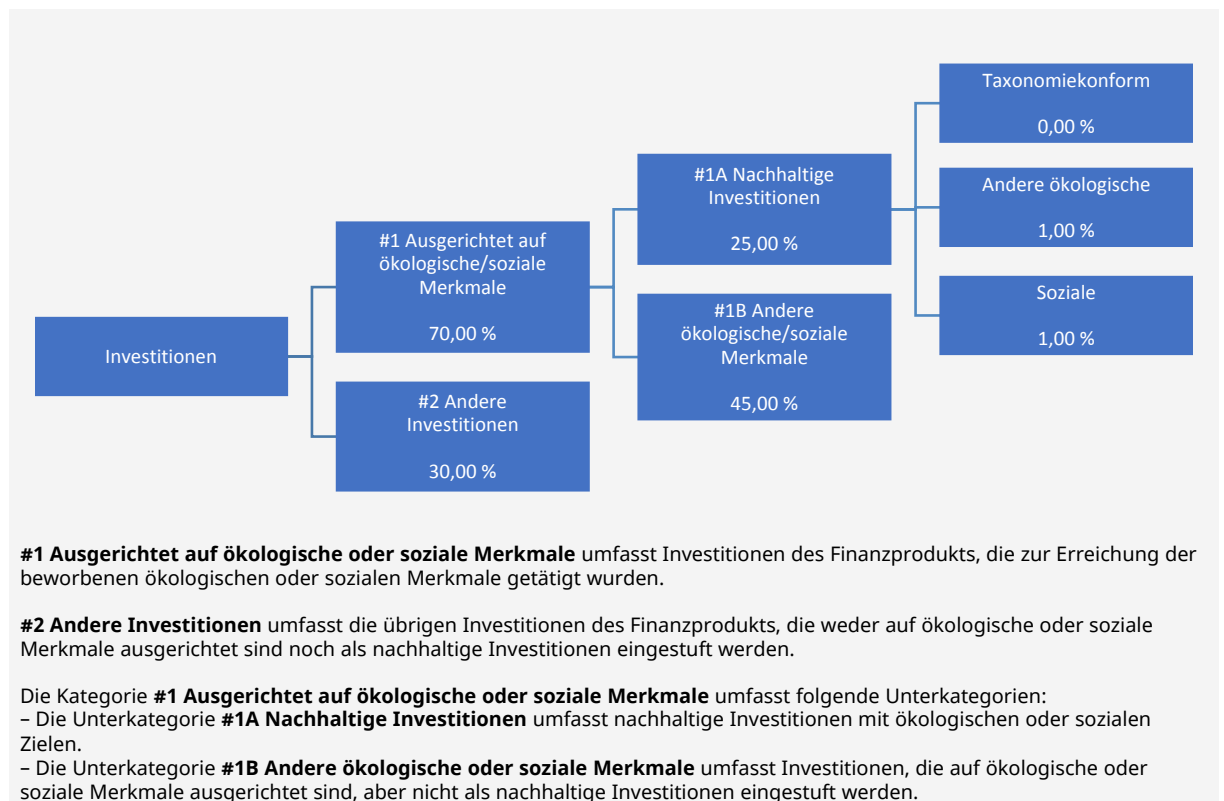 Investitionen
#1 Ausgerichtet auf
ökologische/soziale
Merkmale
70,00 %
#2 Andere
Investitionen
30,00 %
#1A Nachhaltige
Investitionen
25,00 %
#1B Andere
ökologische/soziale
Merkmale
45,00 %
Taxonomiekonform
0,00 %
Andere ökologische
1,00 %
Soziale
1,00 %
#1 Ausgerichtet auf ökologische oder soziale Merkmale umfasst Investitionen des Finanzprodukts, die zur Erreichung der
beworbenen ökologischen oder sozialen Merkmale getätigt wurden.
#2 Andere Investitionen umfasst die übrigen Investitionen des Finanzprodukts, die weder auf ökologische oder soziale
Merkmale ausgerichtet sind noch als nachhaltige Investitionen eingestuft werden.
Die Kategorie #1 Ausgerichtet auf ökologische oder soziale Merkmale umfasst folgende Unterkategorien:
– Die Unterkategorie #1A Nachhaltige Investitionen umfasst nachhaltige Investitionen mit ökologischen oder sozialen
Zielen.
– Die Unterkategorie #1B Andere ökologische oder soziale Merkmale umfasst Investitionen, die auf ökologische oder
soziale Merkmale ausgerichtet sind, aber nicht als nachhaltige Investitionen eingestuft werden.